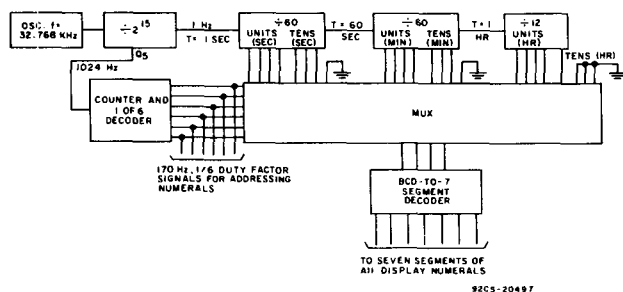 OSC. f=
32.768 KHz
÷2¹⁵
1 Hz
T= 1 SEC
÷60
UNITS TENS
(SEC) (SEC)
T = 60
SEC
÷60
UNITS TENS
(MIN) (MIN)
T = 1
HR
÷12
UNITS
(HR)
TENS (HR)
Q5
1024 Hz
COUNTER AND
1 OF 6
DECODER
MUX
170 Hz, 1/6 DUTY FACTOR
SIGNALS FOR ADDRESSING
NUMERALS
BCD-TO-7
SEGMENT
DECODER
TO SEVEN SEGMENTS OF
All DISPLAY NUMERALS
92CS-20497